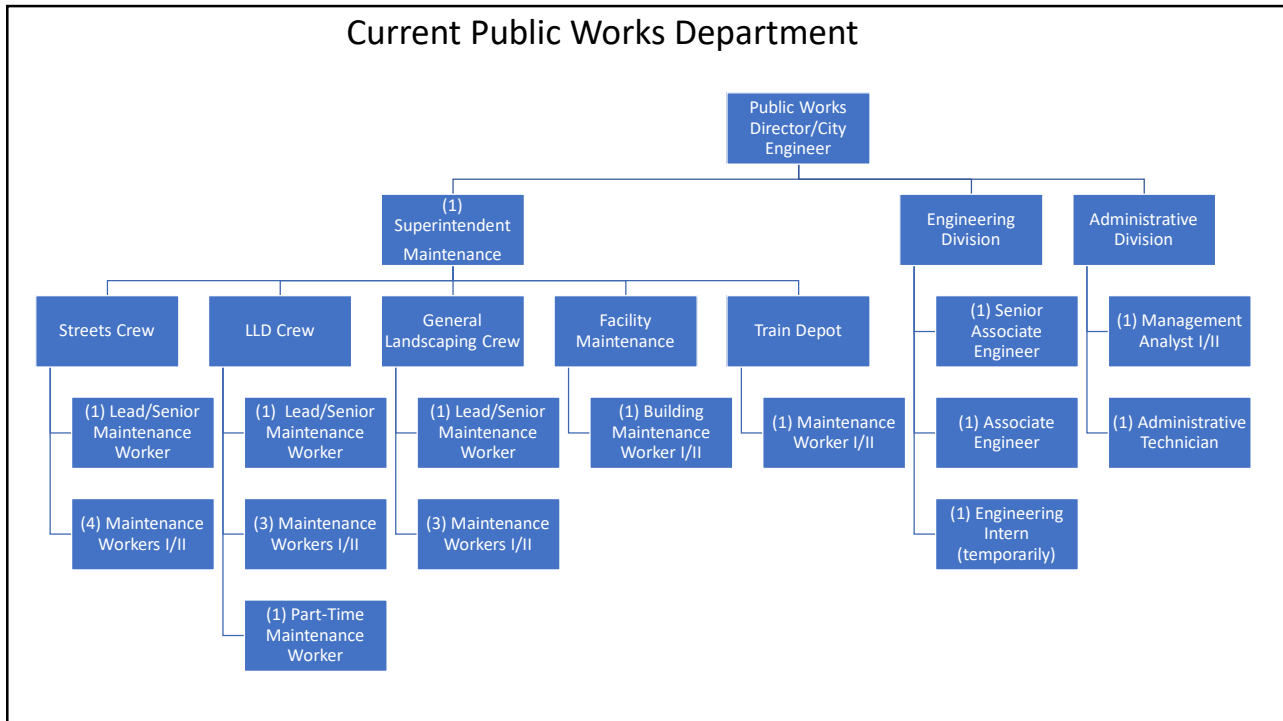 Current Public Works Department
Public Works
Director/City
Engineer
(1)
Superintendent
Maintenance
Engineering
Division
Administrative
Division
Streets Crew
LLD Crew
General
Landscaping Crew
Facility
Maintenance
Train Depot
(1) Senior
Associate
Engineer
(1) Management
Analyst I/II
(1) Lead/Senior
Maintenance
Worker
(1) Lead/Senior
Maintenance
Worker
(1) Lead/Senior
Maintenance
Worker
(1) Building
Maintenance
Worker I/II
(1) Maintenance
Worker I/II
(1) Associate
Engineer
(1) Administrative
Technician
(4) Maintenance
Workers I/II
(3) Maintenance
Workers I/II
(3) Maintenance
Workers I/II
(1) Engineering
Intern
(temporarily)
(1) Part-Time
Maintenance
Worker